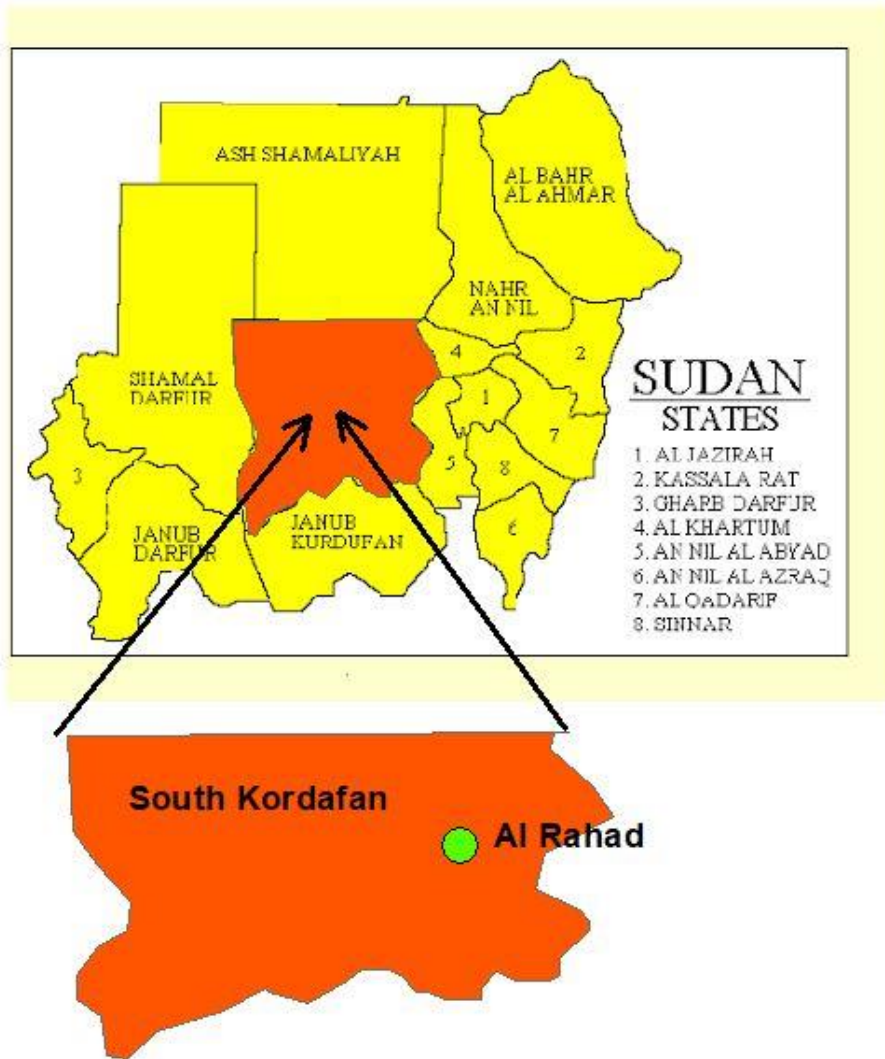 ASH SHAMALIYAH
AL BAHR
AL AHMAR
NAHR
AN NIL
4
2
SHAMAL
DARFUR
1
7
3
5
8
JANUB
DARFUR
JANUB
KURDUFAN
6
SUDAN
STATES
1. AL JAZIRAH
2. KASSALA RAT
3. GHARB DARFUR
4. AL KHARTUM
5. AN NIL AL ABYAD
6. AN NIL AL AZRAQ
7. AL QADARIF
8. SINNAR
South Kordafan
Al Rahad